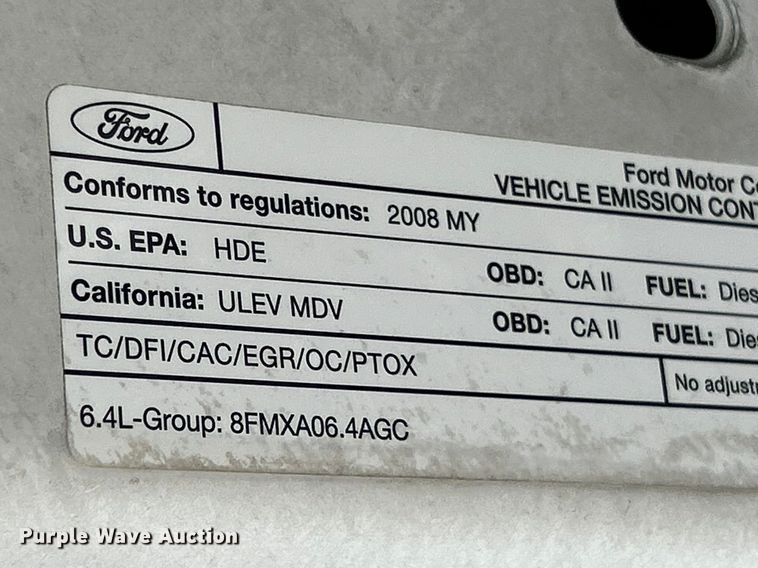 Ford
Ford Motor
VEHICLE EMISSION
Conforms to regulations: 2008 MY
U.S. EPA: HDE OBD: CA II FUEL:
California: ULEV MDV OBD: CA II FUEL:
TC/DFI/CAC/EGR/OC/PTOX No
6.4L-Group: 8FMXA06.4AGC
Purple Wave Auction